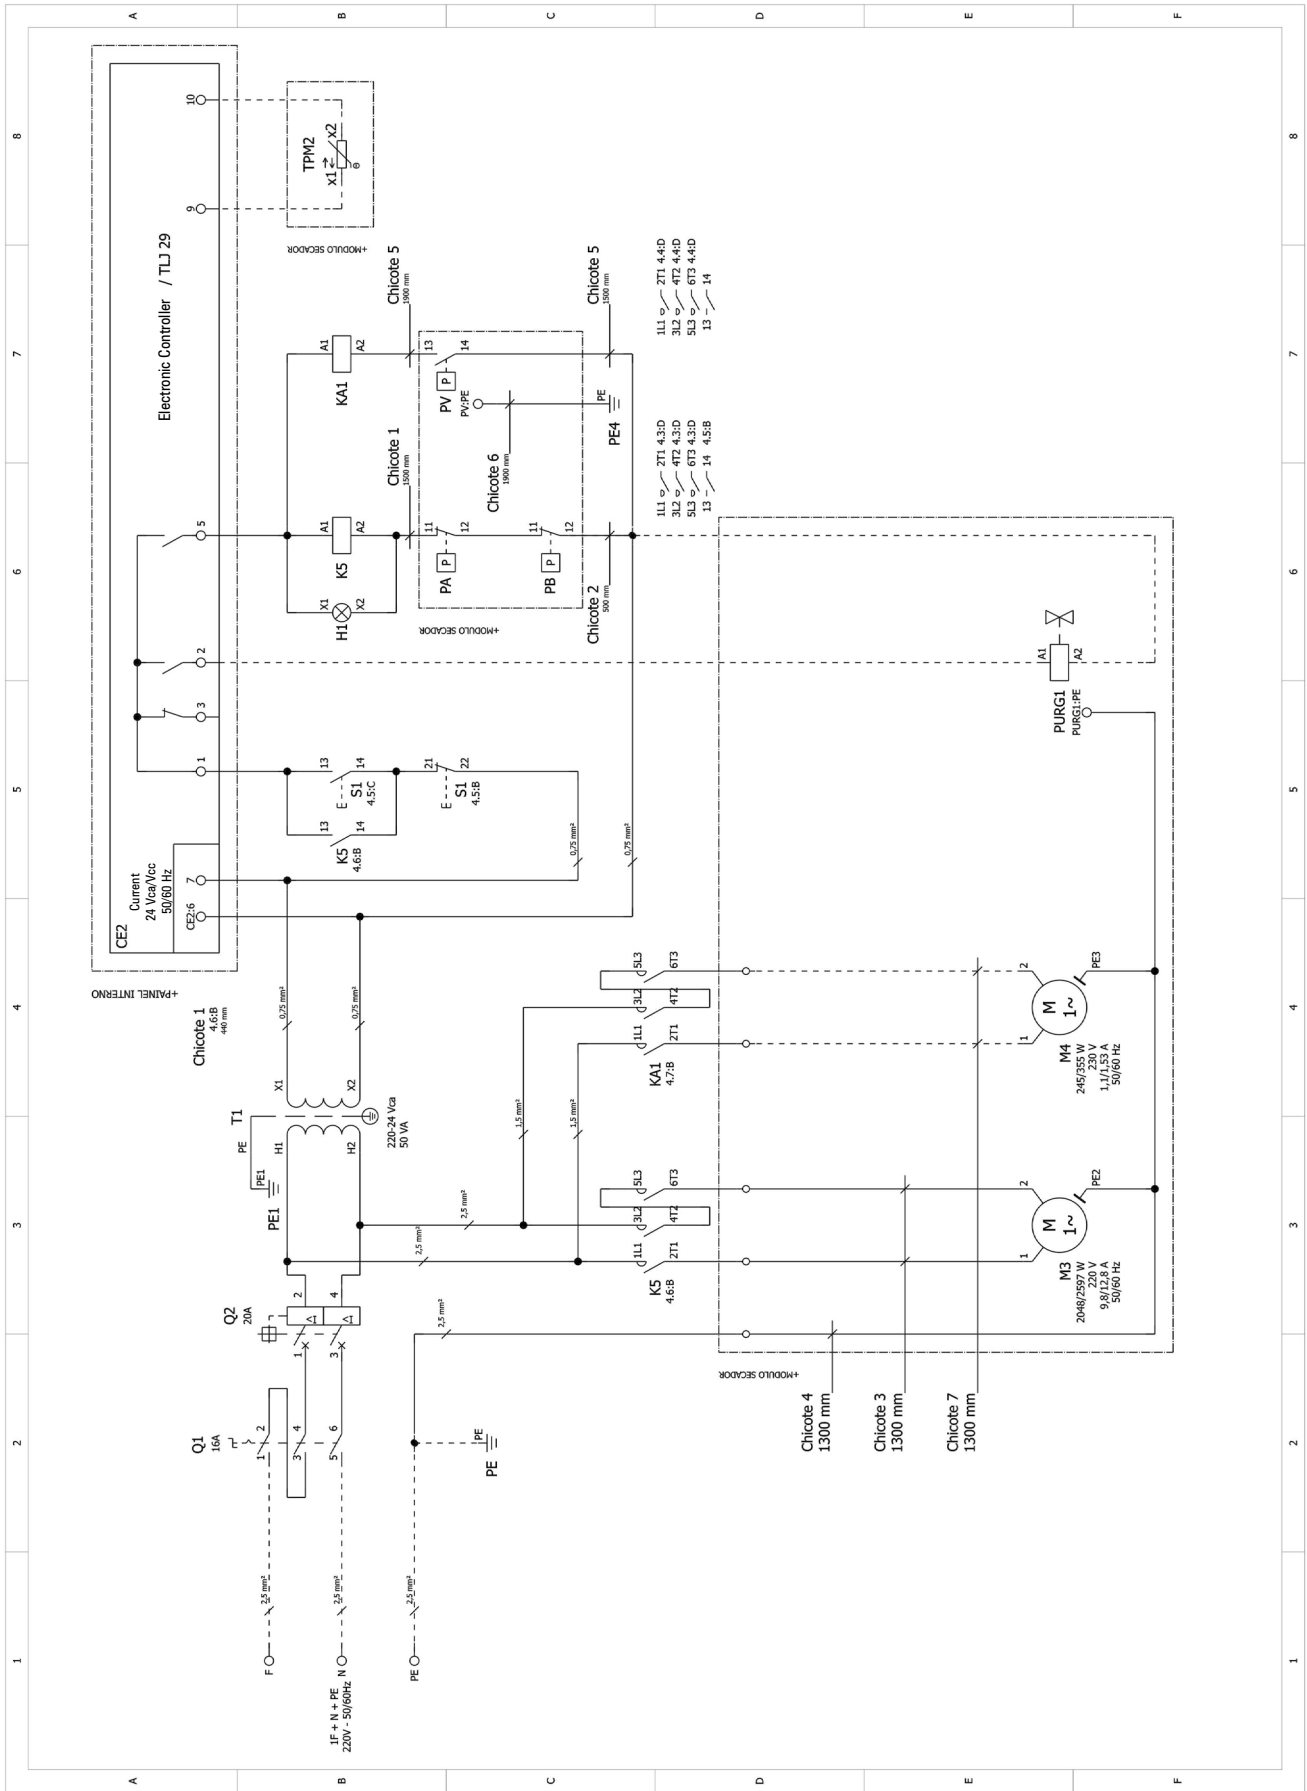 1
2
3
4
5
6
7
8
A
B
C
D
E
F
F
2,5 mm²
N
2,5 mm²
1F + N + PE
220V - 50/60Hz
PE
2,5 mm²
Q1
16A
1
2
3
4
5
6
PE
PE
Q2
20A
1
2
3
4
I>
I>
2,5 mm²
PE1
PE1
PE
T1
H1
H2
X1
X2
220-24 Vca
50 VA
2,5 mm²
2,5 mm²
1,5 mm²
1,5 mm²
Chicote 1
4.6:B
440 mm
0,75 mm²
0,75 mm²
+PAINEL INTERNO
CE2
Current
24 Vca/Vcc
50/60 Hz
Electronic Controller / TLJ 29
CE2:6
7
1
3
2
5
9
10
K5
4.6:B
13
14
S1
4.5:C
13
14
S1
4.5:B
21
22
0,75 mm²
0,75 mm²
H1
X1
X2
K5
A1
A2
KA1
A1
A2
Chicote 1
1500 mm
Chicote 5
1900 mm
+MODULO SECADOR
PA
P
11
12
PB
P
11
12
PV
P
13
14
PV:PE
Chicote 6
1900 mm
PE4
PE
Chicote 2
500 mm
Chicote 5
1500 mm
+MODULO SECADOR
TPM2
X1
X2
θ
1L1 2T1 4.3:D
3L2 4T2 4.3:D
5L3 6T3 4.3:D
13 14 4.5:B
1L1 2T1 4.4:D
3L2 4T2 4.4:D
5L3 6T3 4.4:D
13 14
K5
4.6:B
1L1
2T1
3L2
4T2
5L3
6T3
KA1
4.7:B
1L1
2T1
3L2
4T2
5L3
6T3
+MODULO SECADOR
Chicote 4
1300 mm
Chicote 3
1300 mm
Chicote 7
1300 mm
M3
2048/2597 W
220 V
9,8/12,8 A
50/60 Hz
1
2
M
1~
PE2
M4
245/355 W
230 V
1,1/1,53 A
50/60 Hz
1
2
M
1~
PE3
PURG1
PURG1:PE
A1
A2
1
2
3
4
5
6
7
8
A
B
C
D
E
F